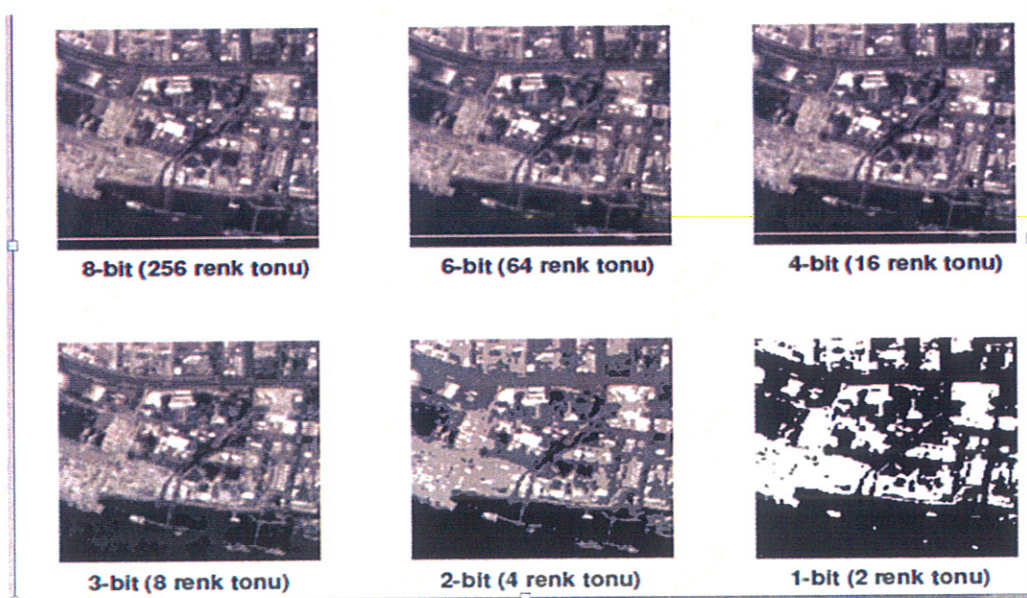 8-bit (256 renk tonu)
6-bit (64 renk tonu)
4-bit (16 renk tonu)
3-bit (8 renk tonu)
2-bit (4 renk tonu)
1-bit (2 renk tonu)